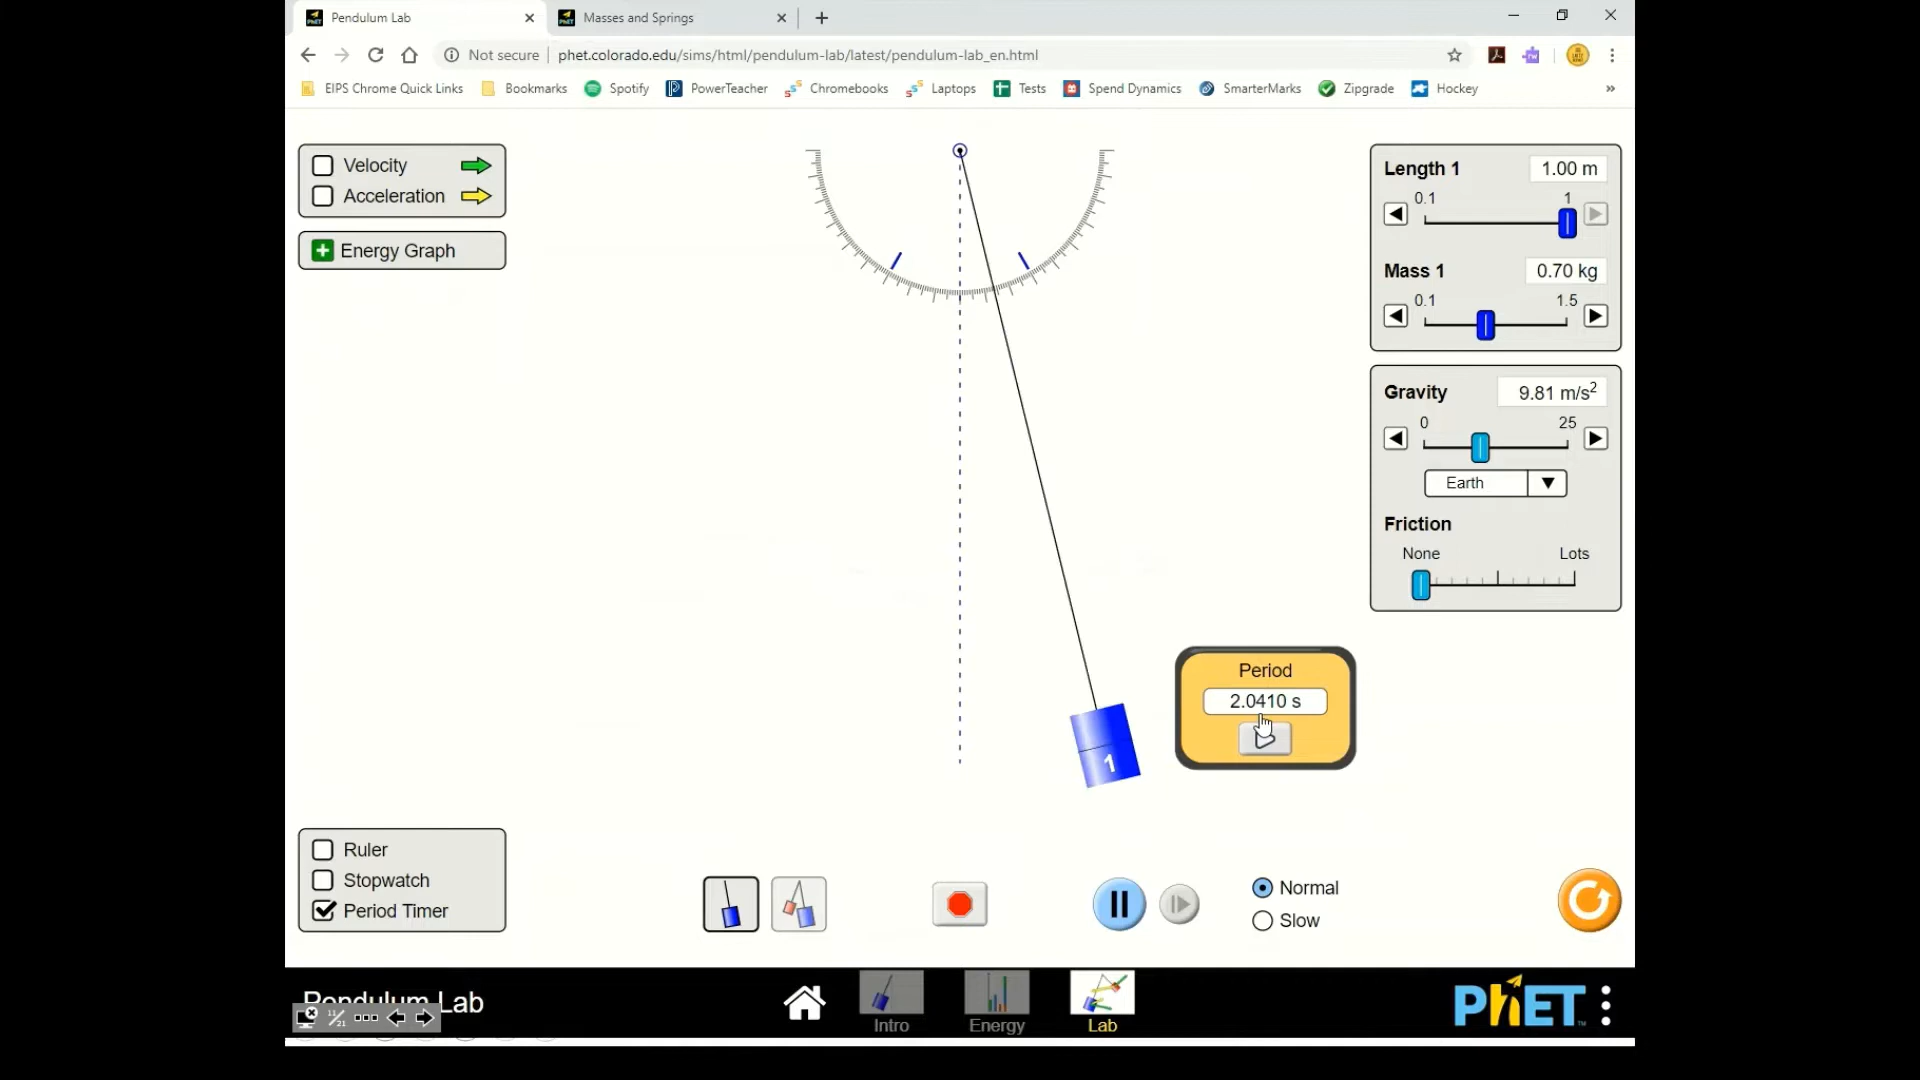 Pendulum Lab
Masses and Springs
Not secure | phet.colorado.edu/sims/html/pendulum-lab/latest/pendulum-lab_en.html
EIPS Chrome Quick Links
Bookmarks
Spotify
PowerTeacher
Chromebooks
Laptops
Tests
Spend Dynamics
SmarterMarks
Zipgrade
Hockey
»
Velocity
Acceleration
Energy Graph
Length 1 1.00 m
0.1 1
Mass 1 0.70 kg
0.1 1.5
Gravity 9.81 m/s²
0 25
Earth
Friction
None Lots
Period
2.0410 s
1
Ruler
Stopwatch
Period Timer
Normal
Slow
Pendulum Lab
11/21
Intro
Energy
Lab
PhET